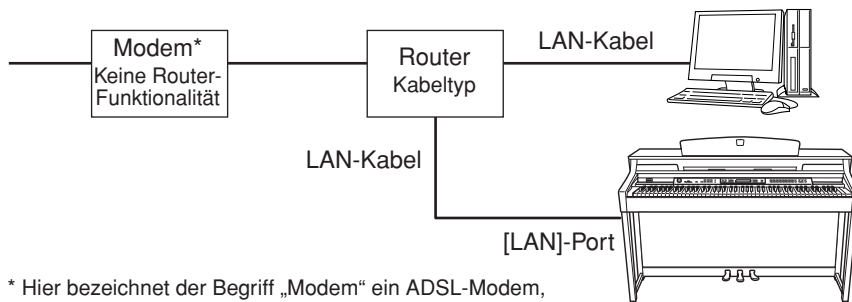 Modem*
Keine Router-
Funktionalität
Router
Kabeltyp
LAN-Kabel
LAN-Kabel
[LAN]-Port
* Hier bezeichnet der Begriff „Modem“ ein ADSL-Modem,